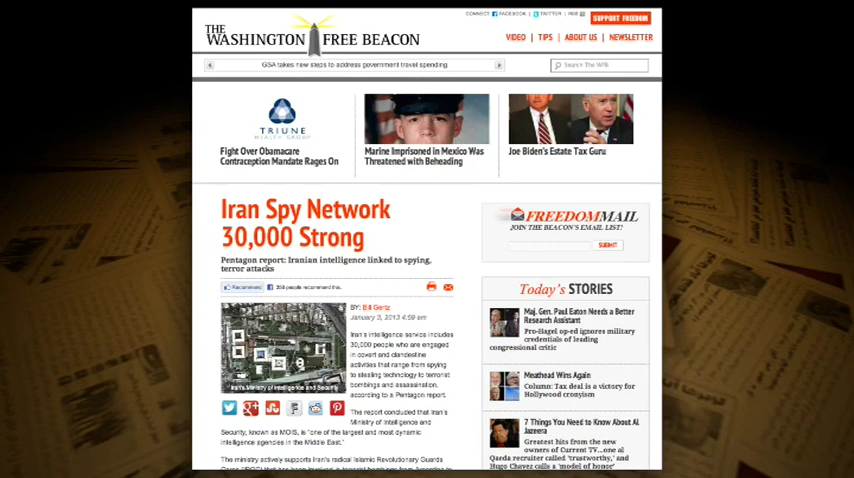 CONNECT: FACEBOOK | TWITTER | RSS
SUPPORT FREEDOM
THE
WASHINGTON FREE BEACON
VIDEO | TIPS | ABOUT US | NEWSLETTER
GSA takes new steps to address government travel spending
Search The WFB
TRIUNE
HEALTH GROUP
Fight Over Obamacare
Contraception Mandate Rages On
Marine Imprisoned in Mexico Was
Threatened with Beheading
Joe Biden's Estate Tax Guru
Iran Spy Network
30,000 Strong
Pentagon report: Iranian intelligence linked to spying,
terror attacks
Recommend
people recommend this.
BY: Bill Gertz
January 3, 2013 4:59 am
Iran's intelligence service includes
30,000 people who are engaged
in covert and clandestine
activities that range from spying
to stealing technology to terrorist
bombings and assassination,
according to a Pentagon report.
Iran's Ministry of Intelligence and Security
The report concluded that Iran's
Ministry of Intelligence and
Security, known as MOIS, is "one of the largest and most dynamic
intelligence agencies in the Middle East."
The ministry actively supports Iran's radical Islamic Revolutionary Guards
FREEDOMMAIL
JOIN THE BEACON'S EMAIL LIST!
SUBMIT
Today's STORIES
Maj. Gen. Paul Eaton Needs a Better
Research Assistant
Pro-Hagel op-ed ignores military
credentials of leading
congressional critic
Meathead Wins Again
Column: Tax deal is a victory for
Hollywood cronyism
7 Things You Need to Know About Al
Jazeera
Greatest hits from the new
owners of Current TV...one al
Qaeda recruiter called 'trustworthy,' and
Hugo Chavez calls a 'model of honor'